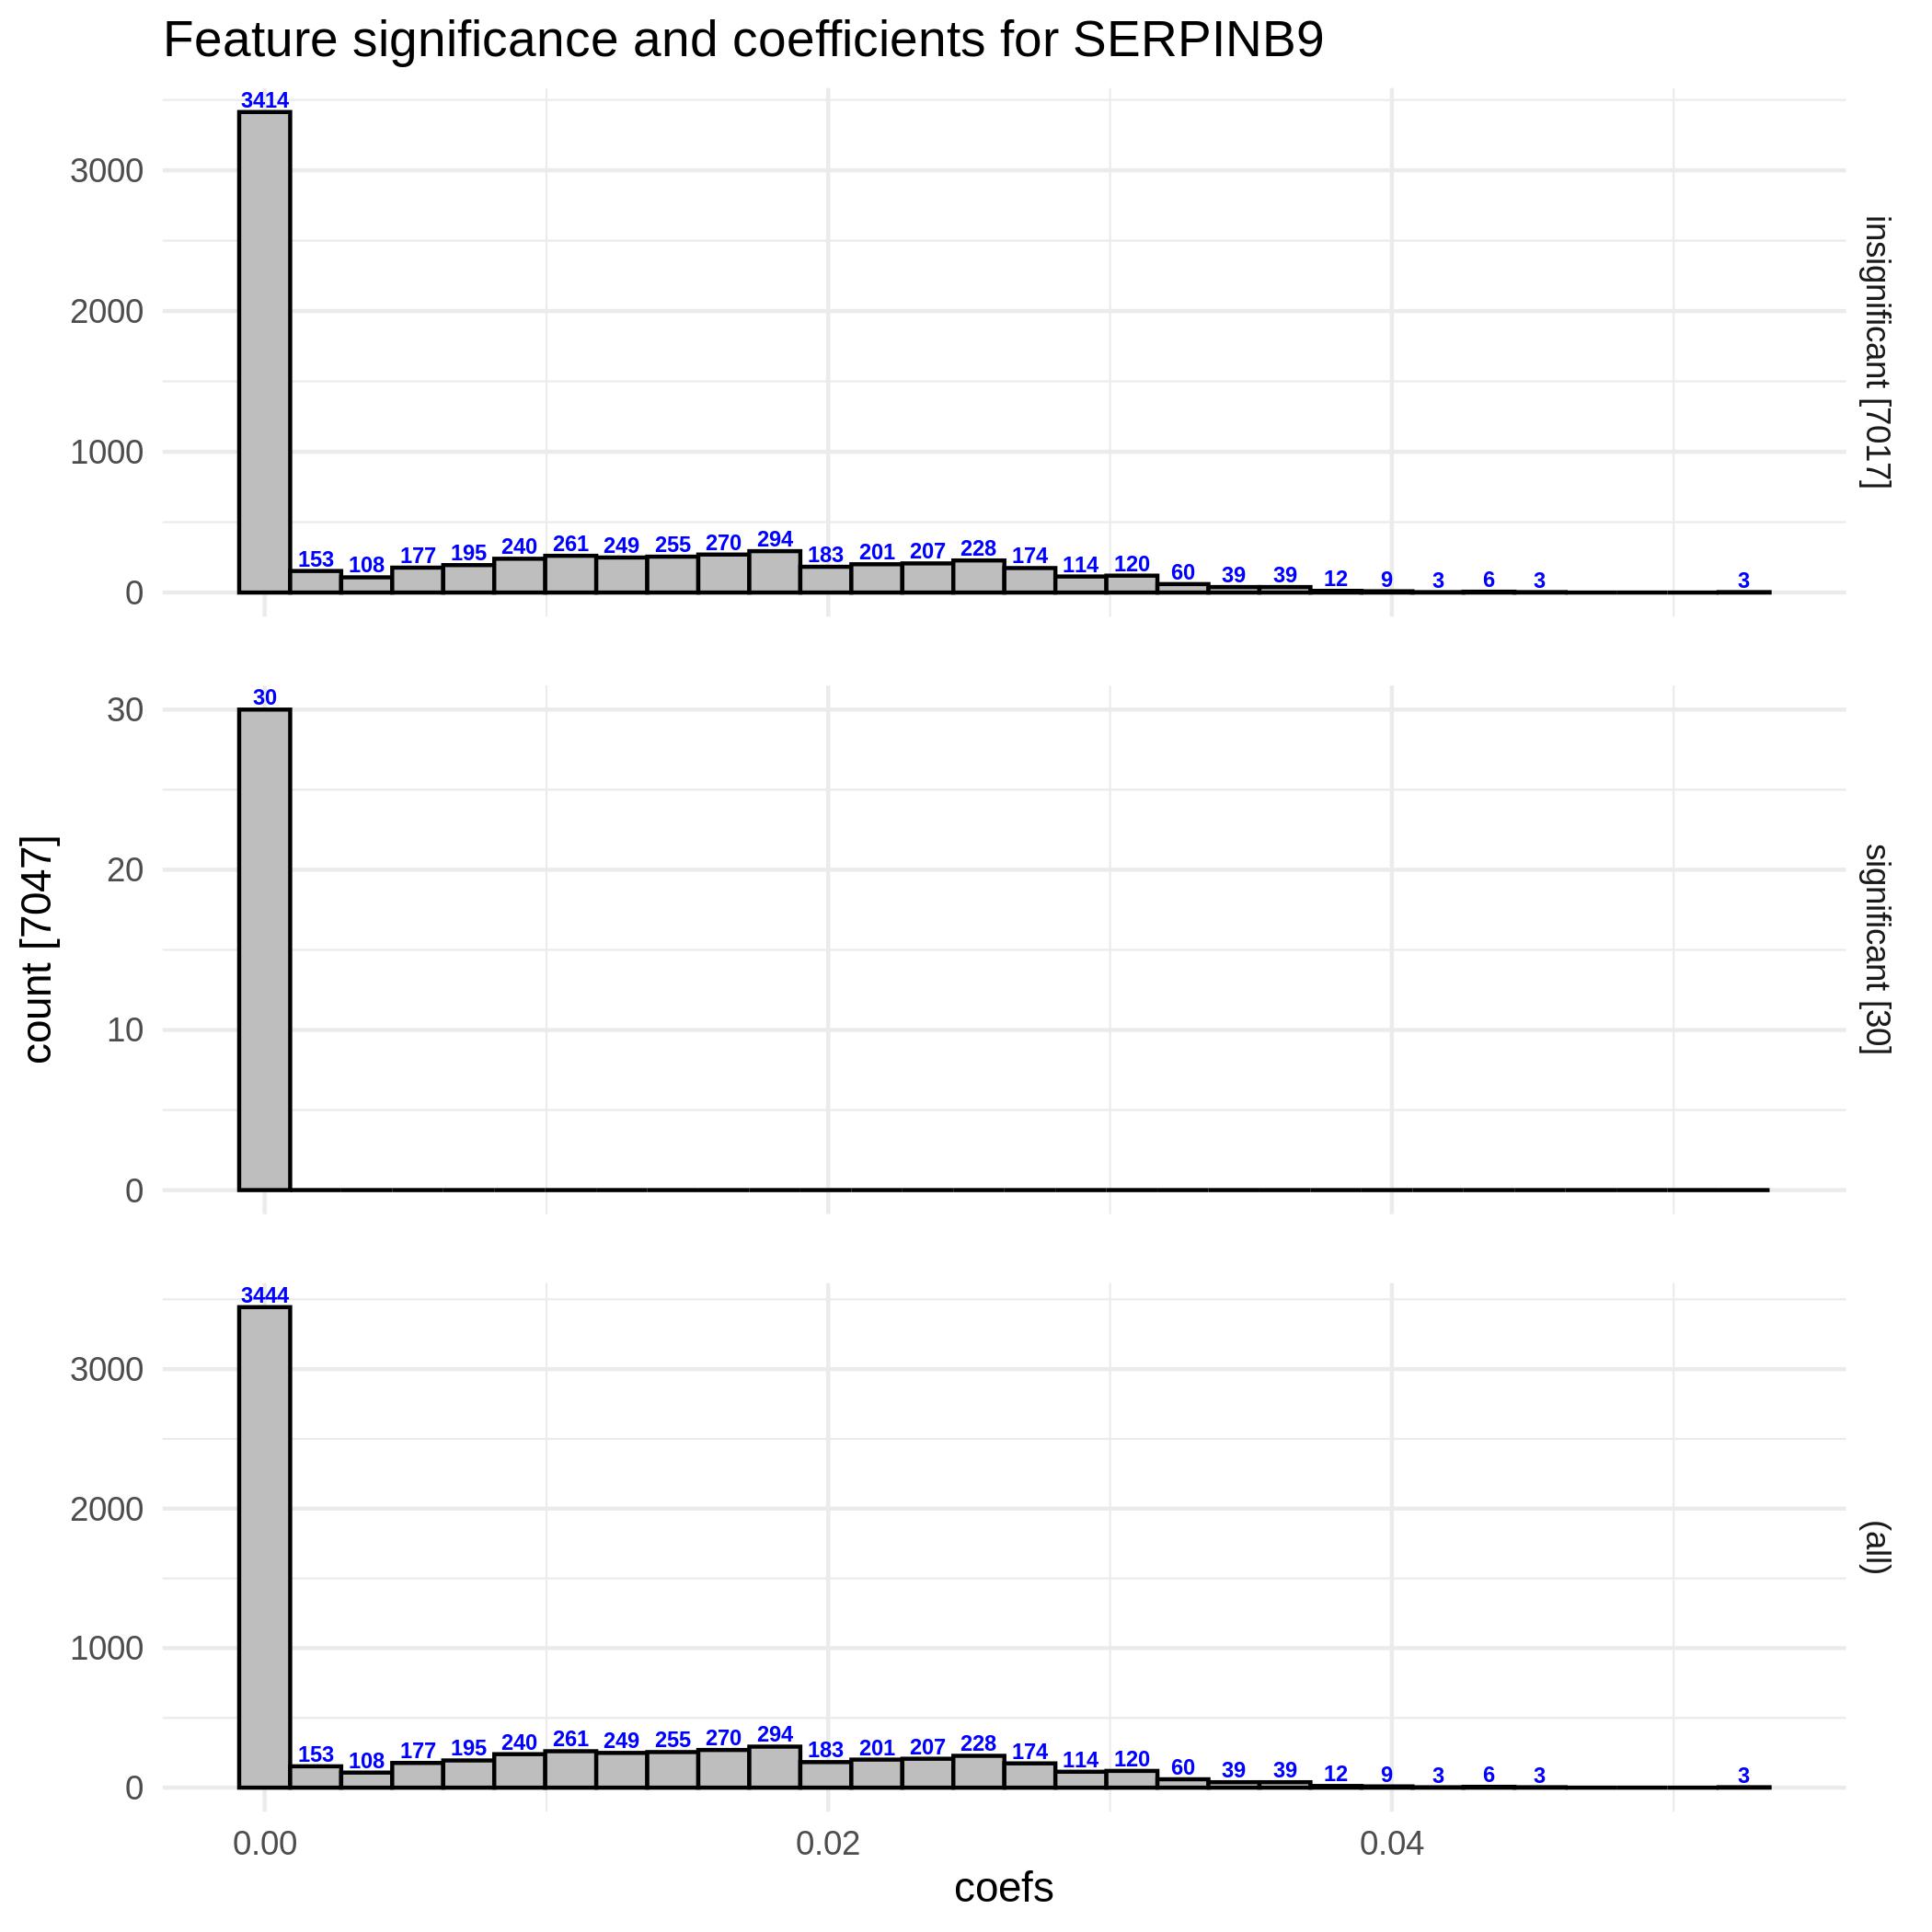 Feature significance and coefficients for SERPINB9
3414
3000
2000
1000
0
153 108 177 195 240 261 249 255 270 294 183 201 207 228 174 114 120 60 39 39 12 9 3 6 3 3
insignificant [7017]
30
30
20
10
0
significant [30]
count [7047]
3444
3000
2000
1000
0
153 108 177 195 240 261 249 255 270 294 183 201 207 228 174 114 120 60 39 39 12 9 3 6 3 3
(all)
0.00 0.02 0.04
coefs